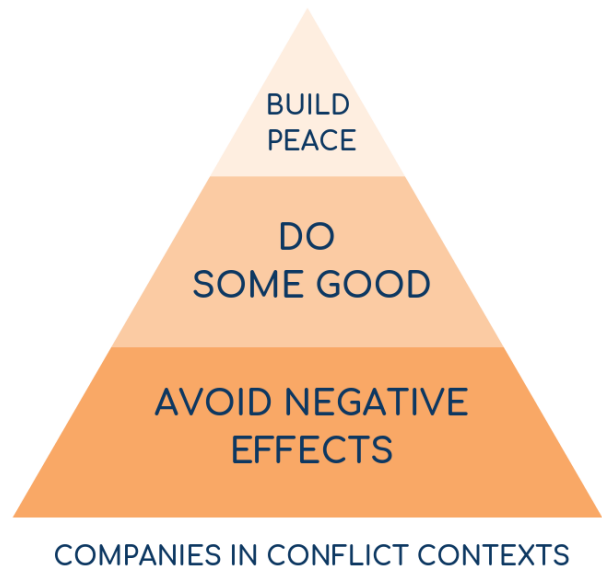 BUILD
PEACE
DO
SOME GOOD
AVOID NEGATIVE
EFFECTS
COMPANIES IN CONFLICT CONTEXTS